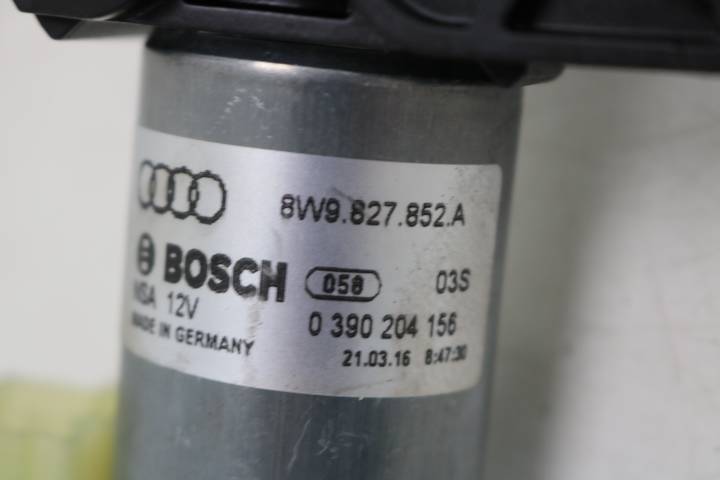 8W9.827.852.A
BOSCH 058 03S
MSA 12V 0 390 204 156
MADE IN GERMANY
21.03.16 8:47:30